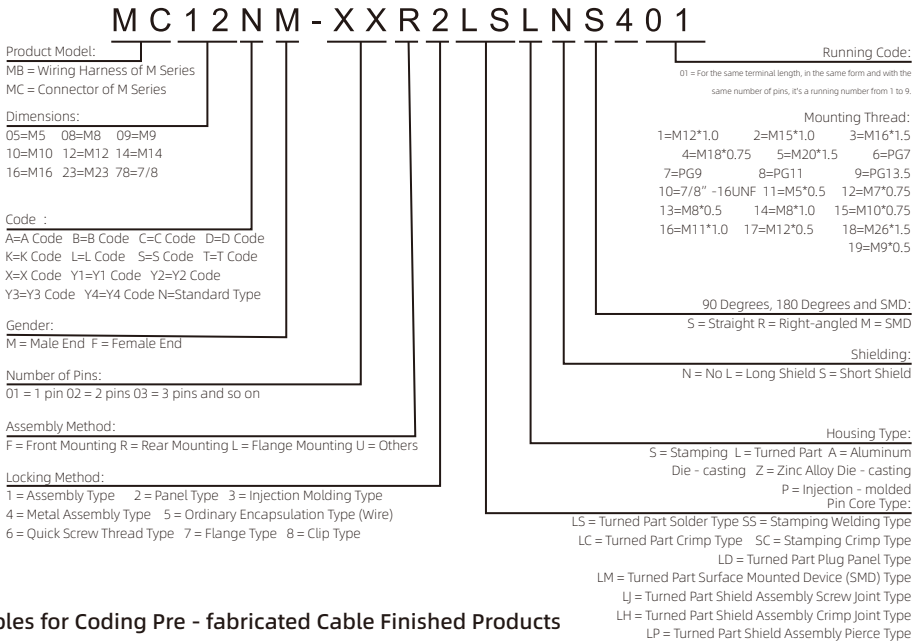 MC12NM-XXR2LSLNS401
Product Model:
MB = Wiring Harness of M Series
MC = Connector of M Series
Dimensions:
05=M5 08=M8 09=M9
10=M10 12=M12 14=M14
16=M16 23=M23 78=7/8
Code :
A=A Code B=B Code C=C Code D=D Code
K=K Code L=L Code S=S Code T=T Code
X=X Code Y1=Y1 Code Y2=Y2 Code
Y3=Y3 Code Y4=Y4 Code N=Standard Type
Gender:
M = Male End F = Female End
Number of Pins:
01 = 1 pin 02 = 2 pins 03 = 3 pins and so on
Assembly Method:
F = Front Mounting R = Rear Mounting L = Flange Mounting U = Others
Locking Method:
1 = Assembly Type 2 = Panel Type 3 = Injection Molding Type
4 = Metal Assembly Type 5 = Ordinary Encapsulation Type (Wire)
6 = Quick Screw Thread Type 7 = Flange Type 8 = Clip Type
Running Code:
01 = For the same terminal length, in the same form and with the
same number of pins, it's a running number from 1 to 9.
Mounting Thread:
1=M12*1.0 2=M15*1.0 3=M16*1.5
4=M18*0.75 5=M20*1.5 6=PG7
7=PG9 8=PG11 9=PG13.5
10=7/8” -16UNF 11=M5*0.5 12=M7*0.75
13=M8*0.5 14=M8*1.0 15=M10*0.75
16=M11*1.0 17=M12*0.5 18=M26*1.5
19=M9*0.5
90 Degrees, 180 Degrees and SMD:
S = Straight R = Right-angled M = SMD
Shielding:
N = No L = Long Shield S = Short Shield
Housing Type:
S = Stamping L = Turned Part A = Aluminum
Die - casting Z = Zinc Alloy Die - casting
P = Injection - molded
Pin Core Type:
LS = Turned Part Solder Type SS = Stamping Welding Type
LC = Turned Part Crimp Type SC = Stamping Crimp Type
LD = Turned Part Plug Panel Type
LM = Turned Part Surface Mounted Device (SMD) Type
LJ = Turned Part Shield Assembly Screw Joint Type
LH = Turned Part Shield Assembly Crimp Joint Type
LP = Turned Part Shield Assembly Pierce Type
for Coding Pre - fabricated Cable Finished Products